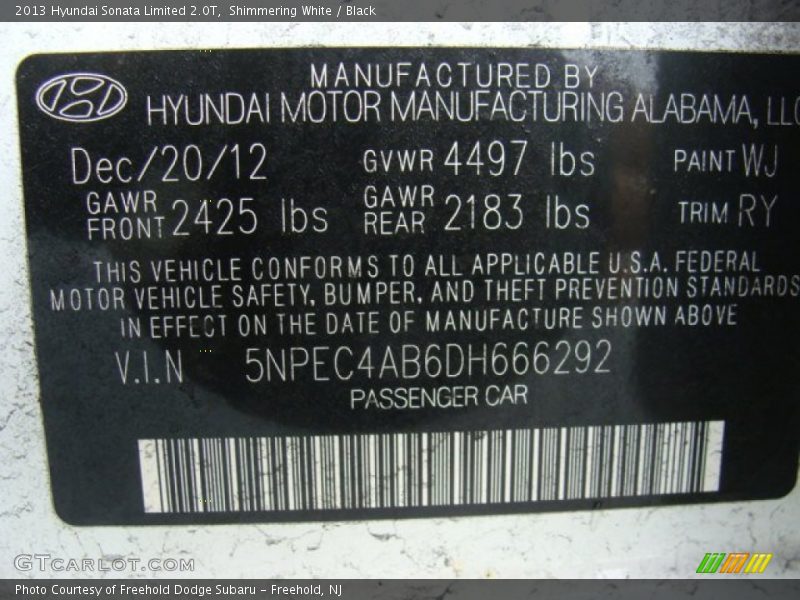 2013 Hyundai Sonata Limited 2.0T, Shimmering White / Black
MANUFACTURED BY
HYUNDAI MOTOR MANUFACTURING ALABAMA, LLC
Dec/20/12 GVWR 4497 lbs PAINT WJ
GAWR FRONT 2425 lbs GAWR REAR 2183 lbs TRIM RY
THIS VEHICLE CONFORMS TO ALL APPLICABLE U.S.A. FEDERAL
MOTOR VEHICLE SAFETY, BUMPER, AND THEFT PREVENTION STANDARDS
IN EFFECT ON THE DATE OF MANUFACTURE SHOWN ABOVE
V.I.N 5NPEC4AB6DH666292
PASSENGER CAR
GTCARLOT.COM
Photo Courtesy of Freehold Dodge Subaru - Freehold, NJ